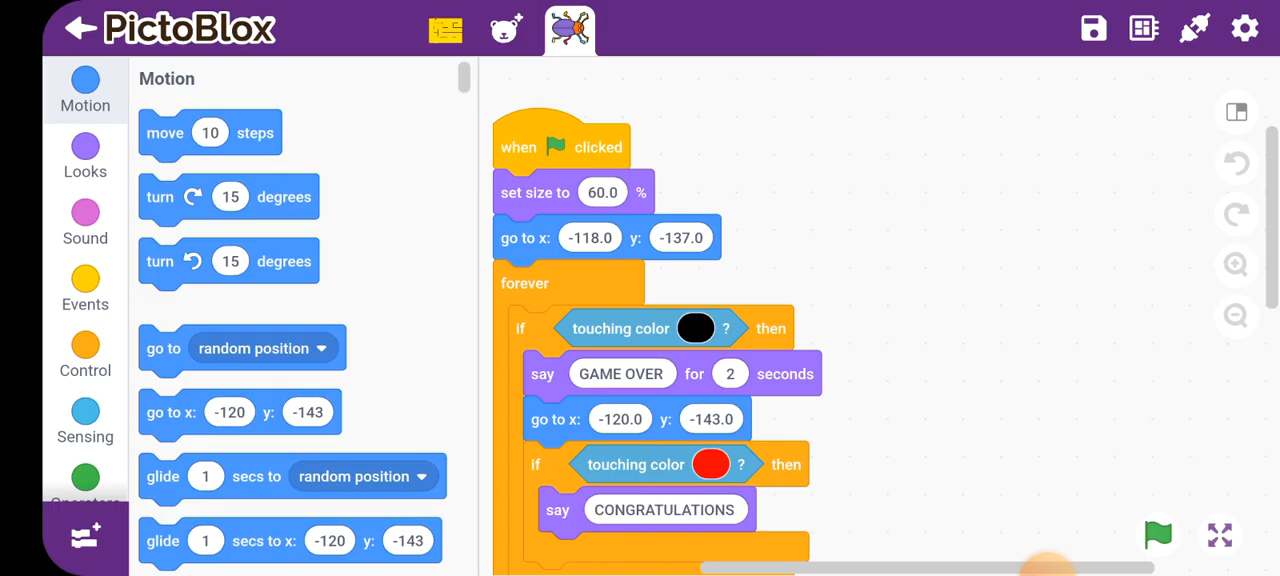 PictoBlox
Motion
Looks
Sound
Events
Control
Sensing
Motion
move 10 steps
turn 15 degrees
turn 15 degrees
go to random position
go to x: -120 y: -143
glide 1 secs to random position
glide 1 secs to x: -120 y: -143
when clicked
set size to 60.0 %
go to x: -118.0 y: -137.0
forever
if touching color ? then
say GAME OVER for 2 seconds
go to x: -120.0 y: -143.0
if touching color ? then
say CONGRATULATIONS